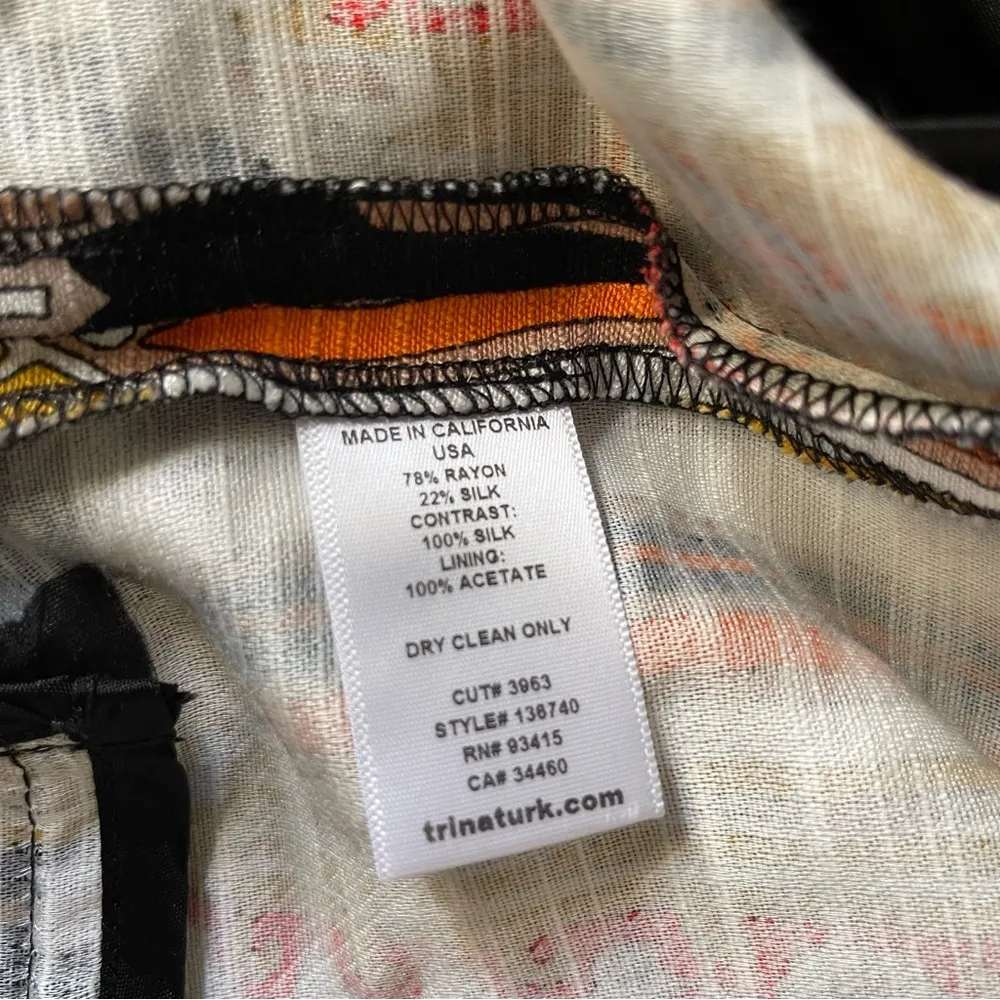 MADE IN CALIFORNIA
USA
78% RAYON
22% SILK
CONTRAST:
100% SILK
LINING:
100% ACETATE
DRY CLEAN ONLY
CUT# 3963
STYLE# 136740
RN# 93415
CA# 34460
trinaturk.com